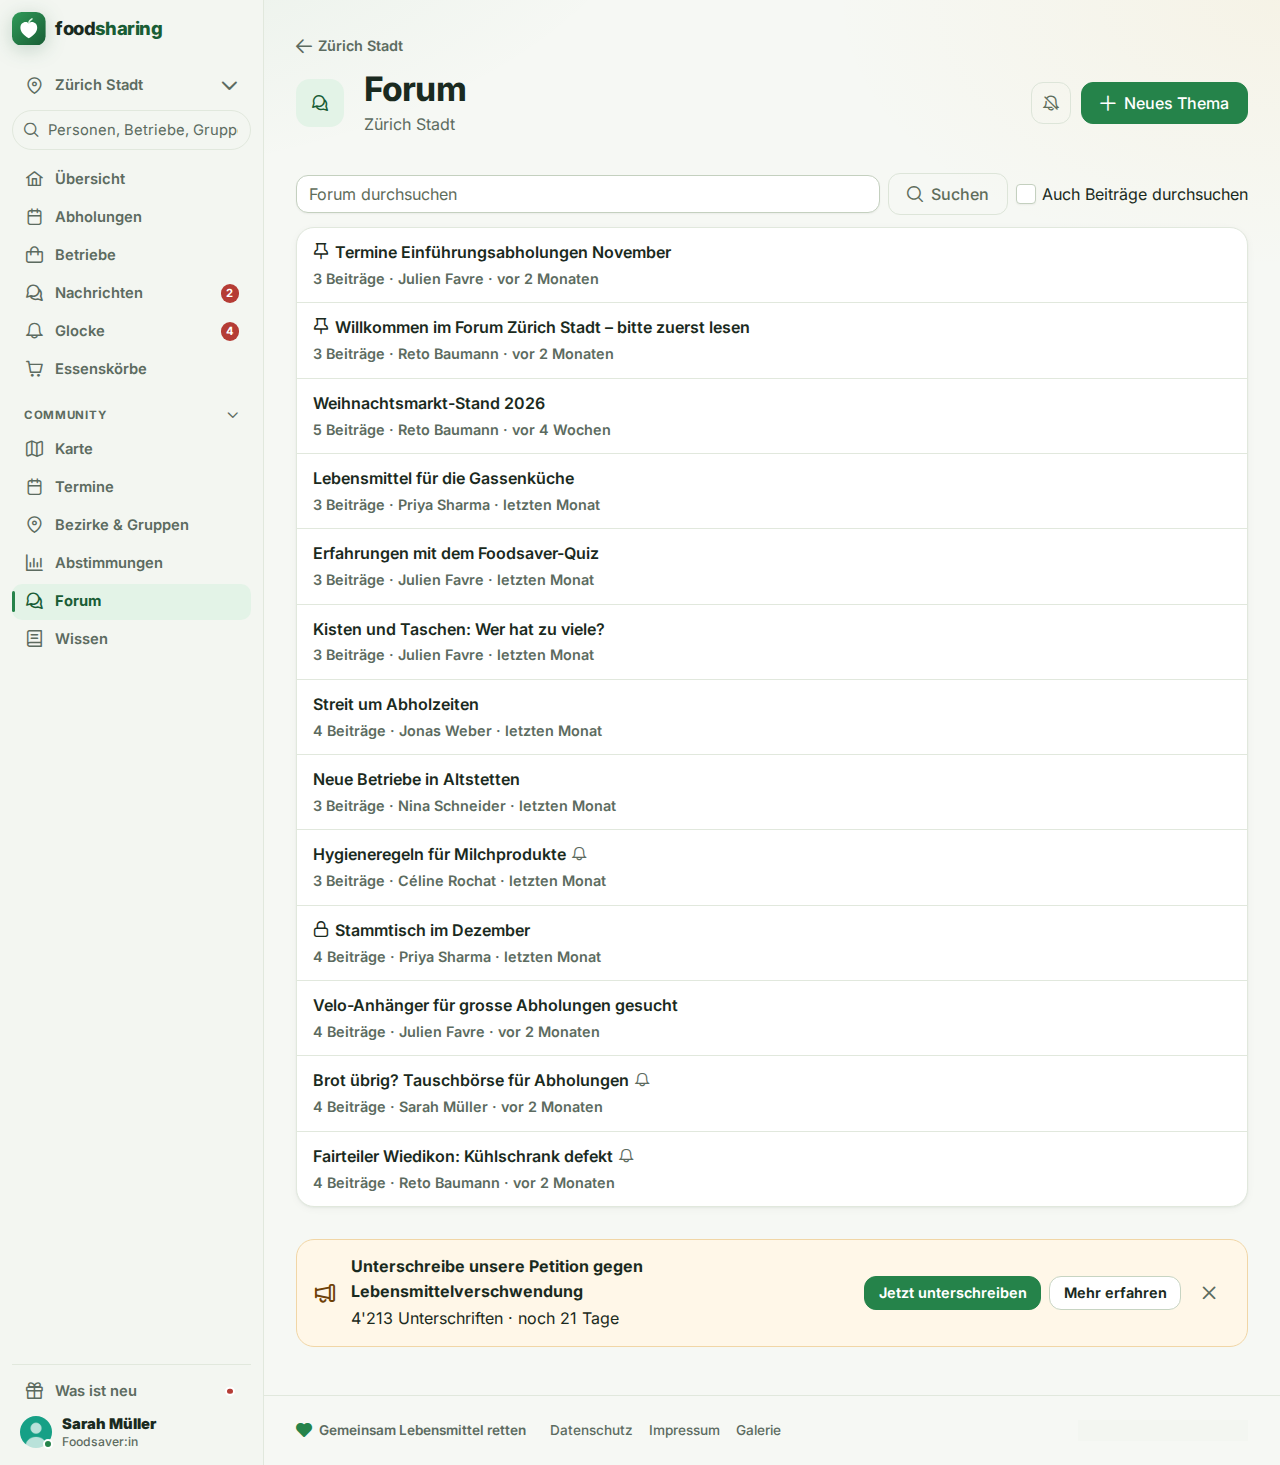 foodsharing
Zürich Stadt
Personen, Betriebe, Grupp
Übersicht
Abholungen
Betriebe
Nachrichten 2
Glocke 4
Essenskörbe
COMMUNITY
Karte
Termine
Bezirke & Gruppen
Abstimmungen
Forum
Wissen
Was ist neu
Sarah Müller
Foodsaver:in
Zürich Stadt
Forum
Zürich Stadt
Neues Thema
Forum durchsuchen
Suchen
Auch Beiträge durchsuchen
Termine Einführungsabholungen November
3 Beiträge · Julien Favre · vor 2 Monaten
Willkommen im Forum Zürich Stadt – bitte zuerst lesen
3 Beiträge · Reto Baumann · vor 2 Monaten
Weihnachtsmarkt-Stand 2026
5 Beiträge · Reto Baumann · vor 4 Wochen
Lebensmittel für die Gassenküche
3 Beiträge · Priya Sharma · letzten Monat
Erfahrungen mit dem Foodsaver-Quiz
3 Beiträge · Julien Favre · letzten Monat
Kisten und Taschen: Wer hat zu viele?
3 Beiträge · Julien Favre · letzten Monat
Streit um Abholzeiten
4 Beiträge · Jonas Weber · letzten Monat
Neue Betriebe in Altstetten
3 Beiträge · Nina Schneider · letzten Monat
Hygieneregeln für Milchprodukte
3 Beiträge · Céline Rochat · letzten Monat
Stammtisch im Dezember
4 Beiträge · Priya Sharma · letzten Monat
Velo-Anhänger für grosse Abholungen gesucht
4 Beiträge · Julien Favre · vor 2 Monaten
Brot übrig? Tauschbörse für Abholungen
4 Beiträge · Sarah Müller · vor 2 Monaten
Fairteiler Wiedikon: Kühlschrank defekt
4 Beiträge · Reto Baumann · vor 2 Monaten
Unterschreibe unsere Petition gegen
Lebensmittelverschwendung
4'213 Unterschriften · noch 21 Tage
Jetzt unterschreiben
Mehr erfahren
Gemeinsam Lebensmittel retten
Datenschutz
Impressum
Galerie